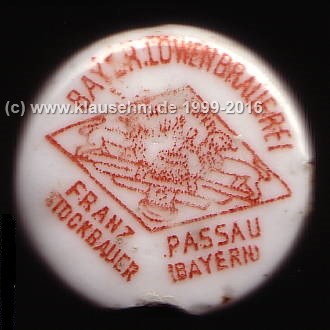 BAYER. LÖWENBRAUEREI
(c) www.klausehm.de 1999-2016
FRANZ
STOCKBAUER
PASSAU
(BAYERN)